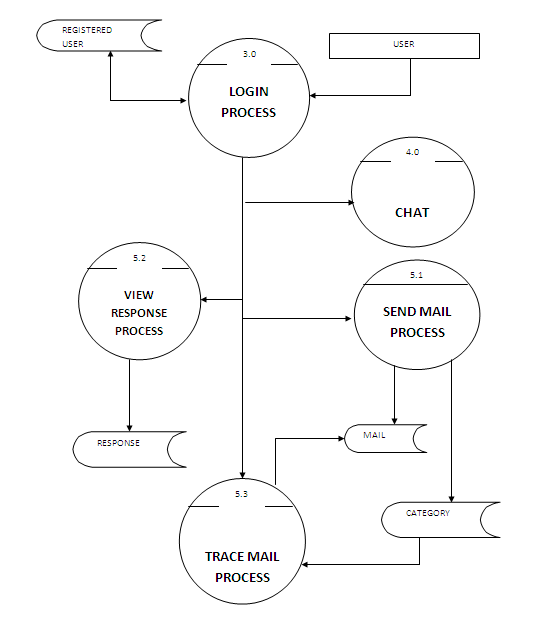 REGISTERED
USER
3.0
LOGIN
PROCESS
USER
4.0
CHAT
5.2
VIEW
RESPONSE
PROCESS
5.1
SEND MAIL
PROCESS
RESPONSE
MAIL
5.3
TRACE MAIL
PROCESS
CATEGORY